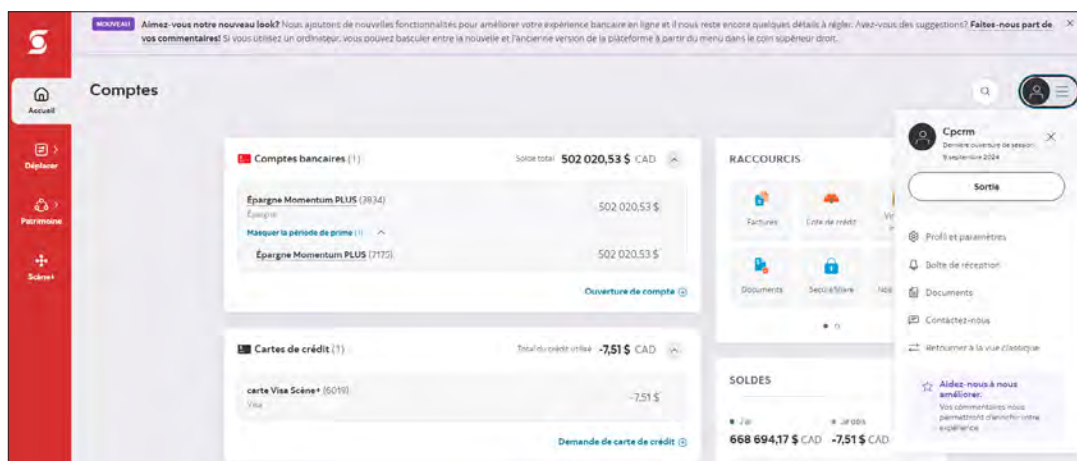 NOUVEAU
Aimez-vous notre nouveau look? Nous ajoutons de nouvelles fonctionnalités pour améliorer votre expérience bancaire en ligne et il nous reste encore quelques détails à régler. Avez-vous des suggestions? Faites-nous part de
vos commentaires! Si vous utilisez un ordinateur, vous pouvez basculer entre la nouvelle et l'ancienne version de la plateforme à partir du menu dans le coin supérieur droit.
Accueil
Déplacer
Patrimoine
Scène+
Comptes
Comptes bancaires (1)
Solde total 502 020,53 $ CAD
Épargne Momentum PLUS (3834)
502 020,53 $
Épargne
Masquer la période de prime (1)
Épargne Momentum PLUS (7175)
502 020,53 $
Ouverture de compte
Cartes de crédit (1)
Total du crédit utilisé -7,51 $ CAD
carte Visa Scène+ (6019)
-7,51 $
Visa
Demande de carte de crédit
RACCOURCIS
Factures
Cote de crédit
Documents
SOLDES
J'ai
Je dois
668 694,17 $ CAD
-7,51 $ CAD
Cpcrm
Dernière ouverture de session:
9 septembre 2024
Sortie
Profil et paramètres
Boîte de réception
Documents
Contactez-nous
Retourner à la vue classique
Aidez-nous à nous
améliorer.
Vos commentaires nous
permettront d'enrichir votre
expérience.